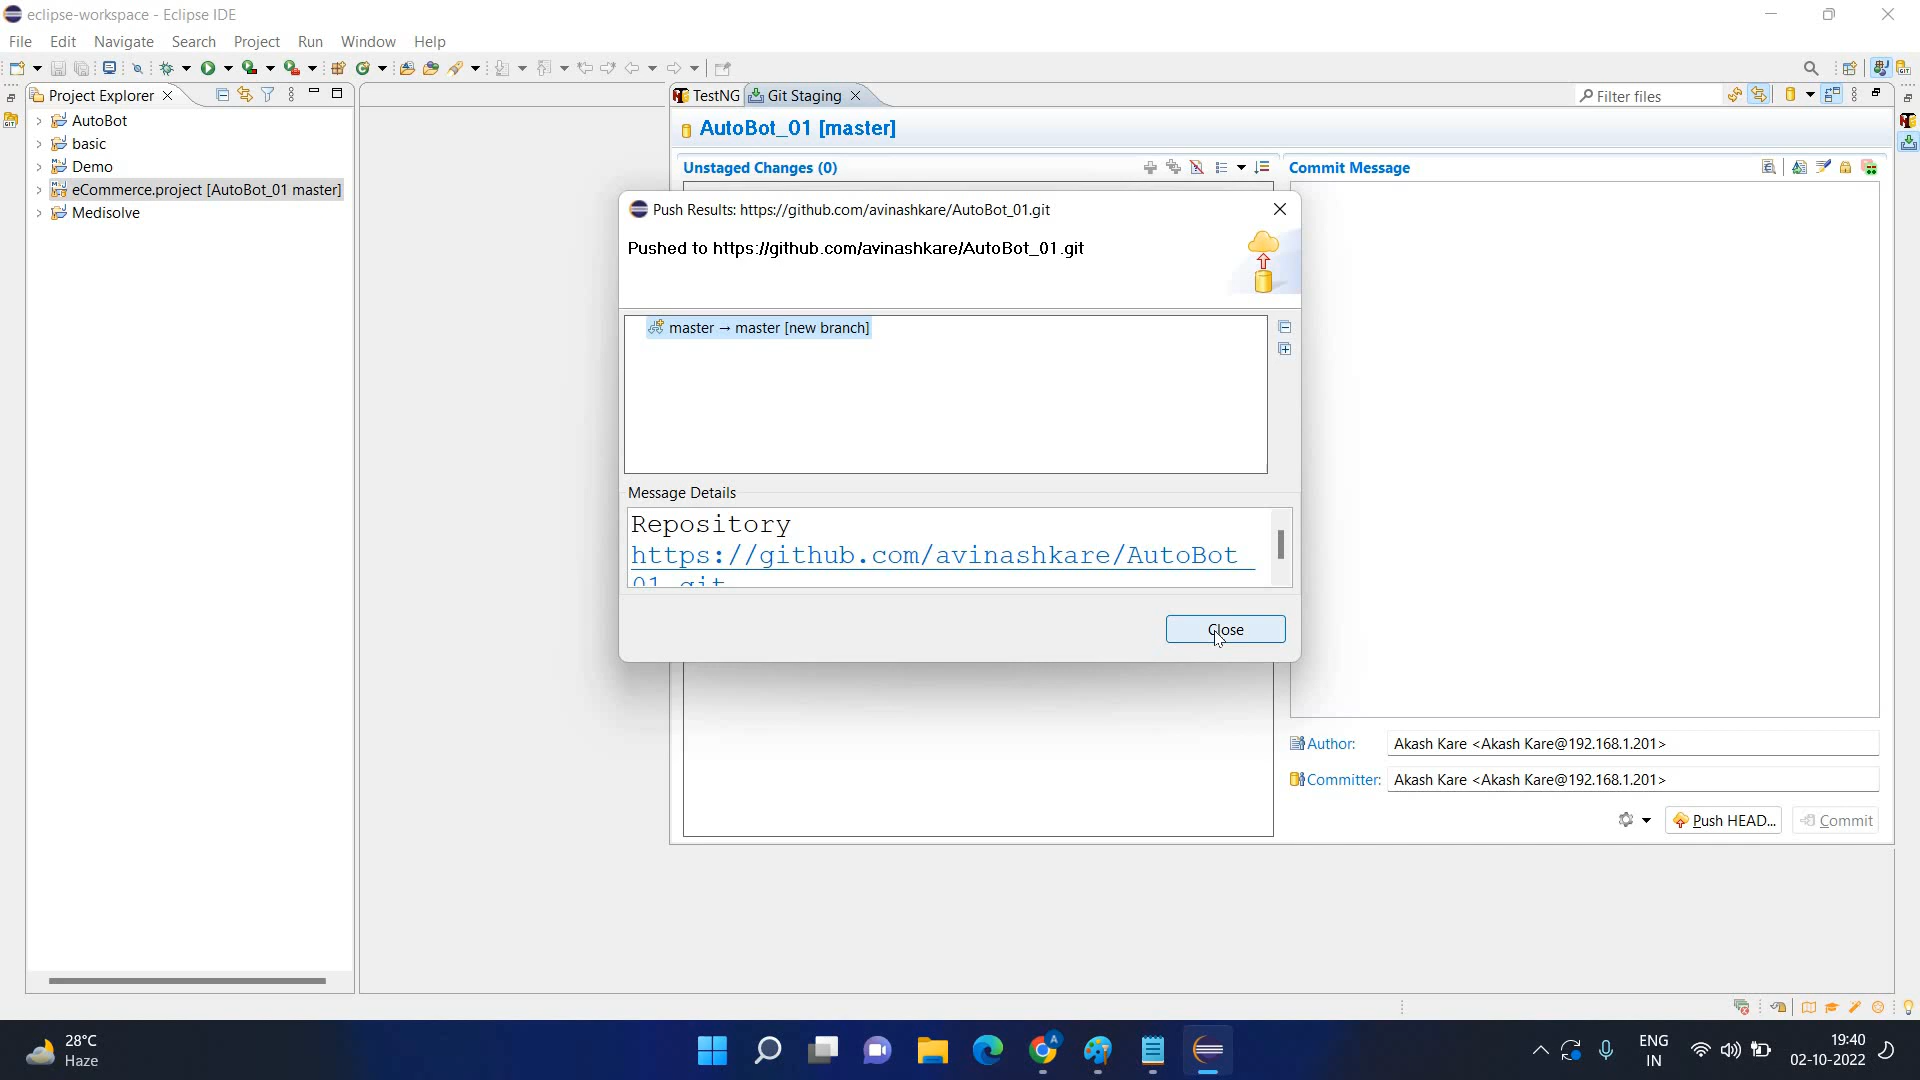 eclipse-workspace - Eclipse IDE
File Edit Navigate Search Project Run Window Help
Project Explorer
TestNG Git Staging Filter files
AutoBot
basic
Demo
eCommerce.project [AutoBot_01 master]
Medisolve
AutoBot_01 [master]
Unstaged Changes (0)
Commit Message
Push Results: https://github.com/avinashkare/AutoBot_01.git
Pushed to https://github.com/avinashkare/AutoBot_01.git
master → master [new branch]
Message Details
Repository
https://github.com/avinashkare/AutoBot_
01.git
Close
Author: Akash Kare <Akash Kare@192.168.1.201>
Committer: Akash Kare <Akash Kare@192.168.1.201>
Push HEAD... Commit
28°C
Haze
ENG
IN
19:40
02-10-2022